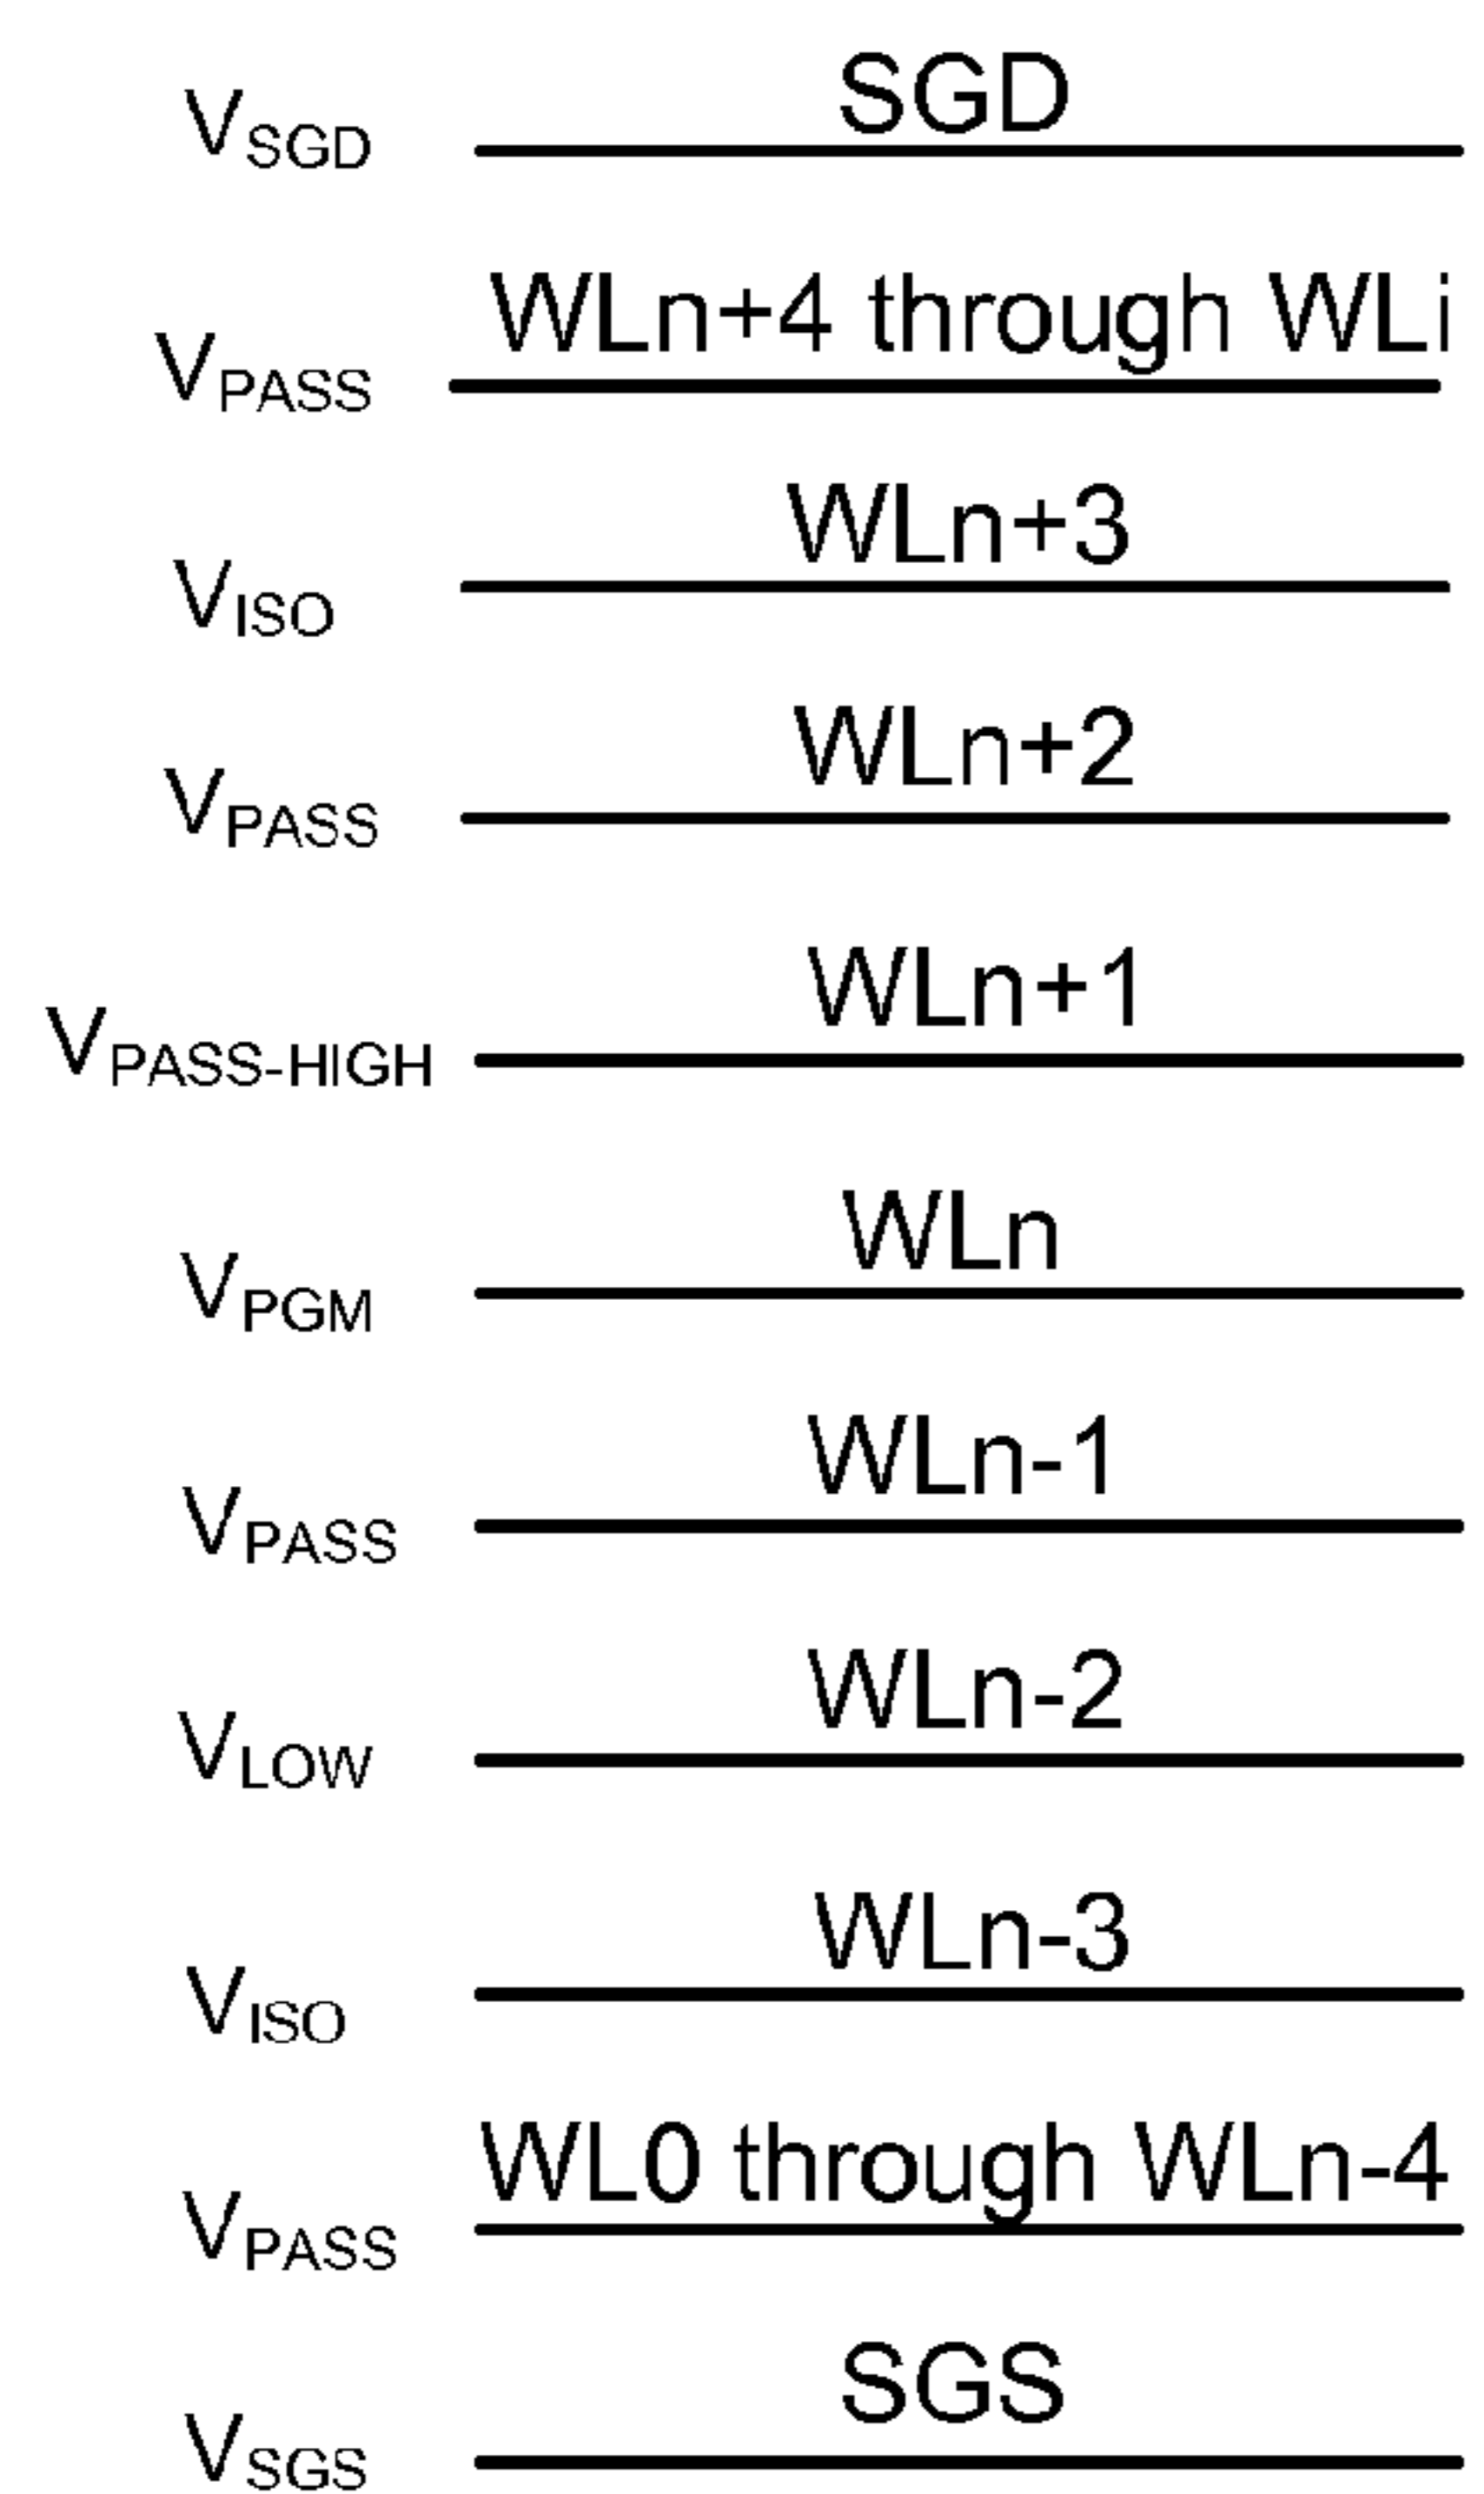 SGD
V_SGD
WLn+4 through WLi
V_PASS
WLn+3
V_ISO
WLn+2
V_PASS
WLn+1
V_PASS-HIGH
WLn
V_PGM
WLn-1
V_PASS
WLn-2
V_LOW
WLn-3
V_ISO
WL0 through WLn-4
V_PASS
SGS
V_SGS